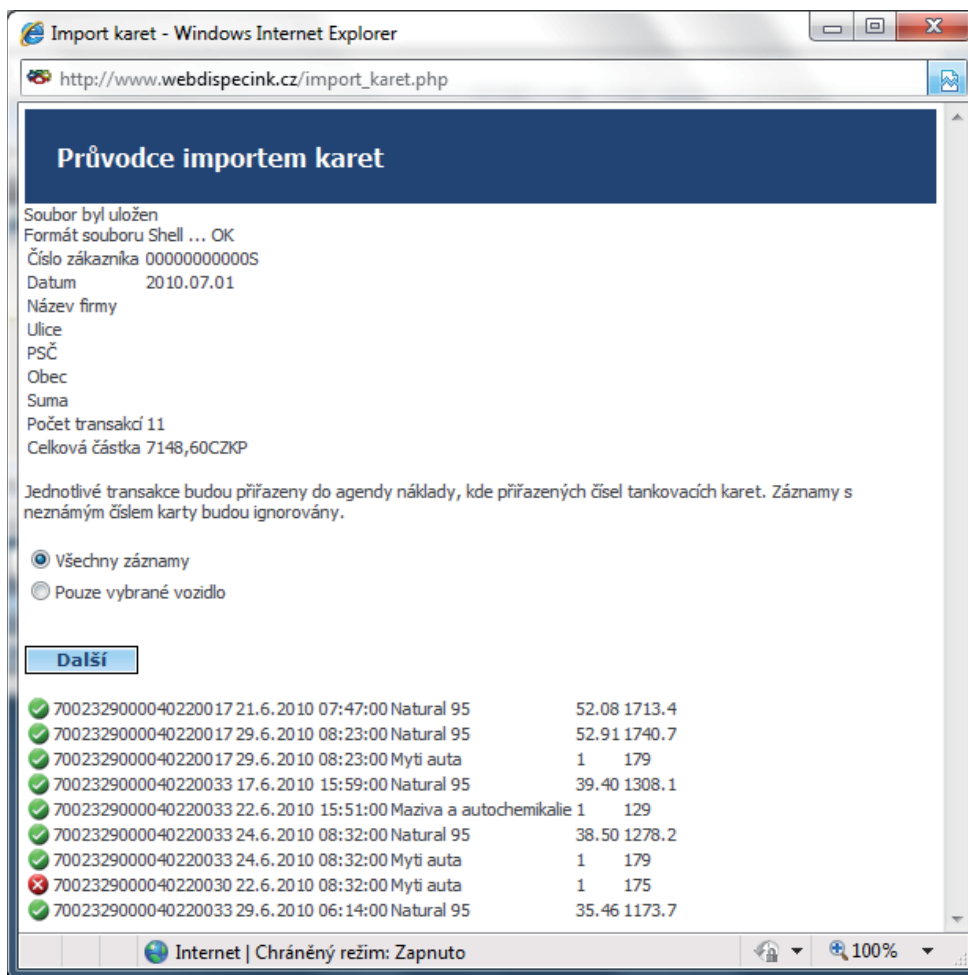 Import karet - Windows Internet Explorer
http://www.webdispecink.cz/import_karet.php
Průvodce importem karet
Soubor byl uložen
Formát souboru Shell ... OK
Číslo zákazníka 00000000000S
Datum 2010.07.01
Název firmy
Ulice
PSČ
Obec
Suma
Počet transakcí 11
Celková částka 7148,60CZKP
Jednotlivé transakce budou přiřazeny do agendy náklady, kde přiřazených čísel tankovacích karet. Záznamy s
neznámým číslem karty budou ignorovány.
Všechny záznamy
Pouze vybrané vozidlo
Další
7002329000040220017 21.6.2010 07:47:00 Natural 95 52.08 1713.4
7002329000040220017 29.6.2010 08:23:00 Natural 95 52.91 1740.7
7002329000040220017 29.6.2010 08:23:00 Myti auta 1 179
7002329000040220033 17.6.2010 15:59:00 Natural 95 39.40 1308.1
7002329000040220033 22.6.2010 15:51:00 Maziva a autochemikalie 1 129
7002329000040220033 24.6.2010 08:32:00 Natural 95 38.50 1278.2
7002329000040220033 24.6.2010 08:32:00 Myti auta 1 179
7002329000040220030 22.6.2010 08:32:00 Myti auta 1 175
7002329000040220033 29.6.2010 06:14:00 Natural 95 35.46 1173.7
Internet | Chráněný režim: Zapnuto 100%